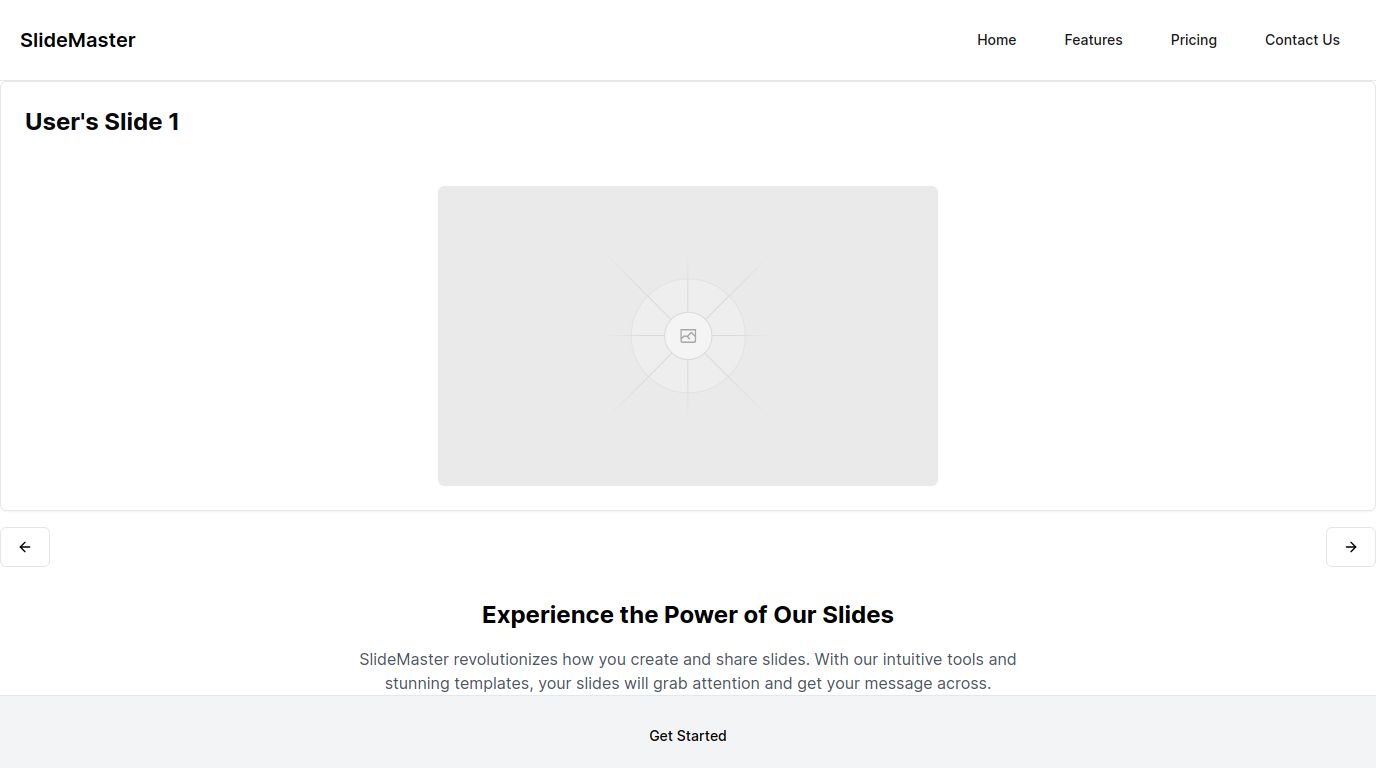 SlideMaster
Home Features Pricing Contact Us
User's Slide 1
Experience the Power of Our Slides
SlideMaster revolutionizes how you create and share slides. With our intuitive tools and
stunning templates, your slides will grab attention and get your message across.
Get Started